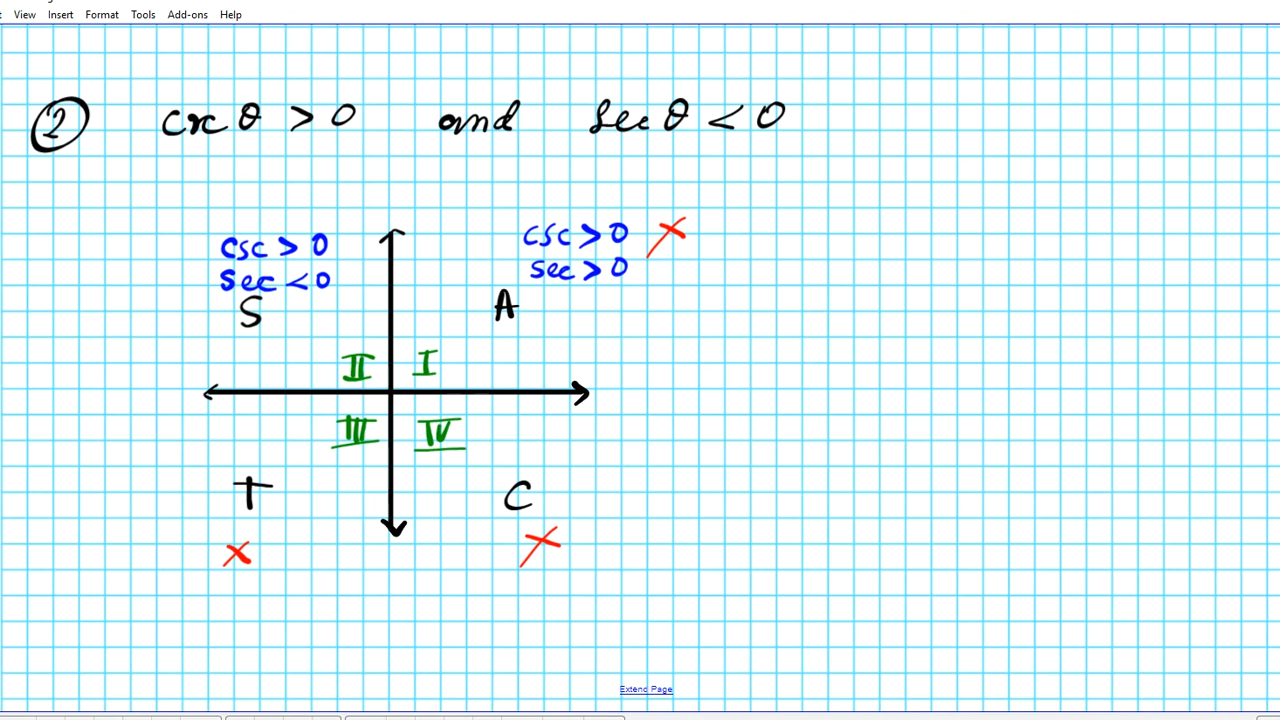 View Insert Format Tools Add-ons Help
② csc θ > 0 and sec θ < 0
csc > 0
sec < 0
S
csc > 0 ×
sec > 0
A
II I
III IV
T C
× ×
Extend Page